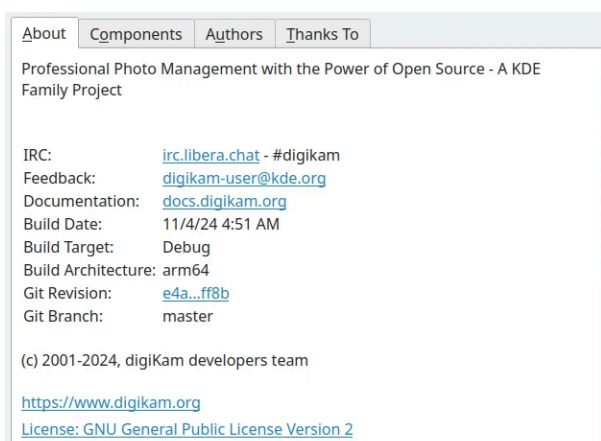 About Components Authors Thanks To
Professional Photo Management with the Power of Open Source - A KDE
Family Project
IRC: irc.libera.chat - #digikam
Feedback: digikam-user@kde.org
Documentation: docs.digikam.org
Build Date: 11/4/24 4:51 AM
Build Target: Debug
Build Architecture: arm64
Git Revision: e4a...ff8b
Git Branch: master
(c) 2001-2024, digiKam developers team
https://www.digikam.org
License: GNU General Public License Version 2